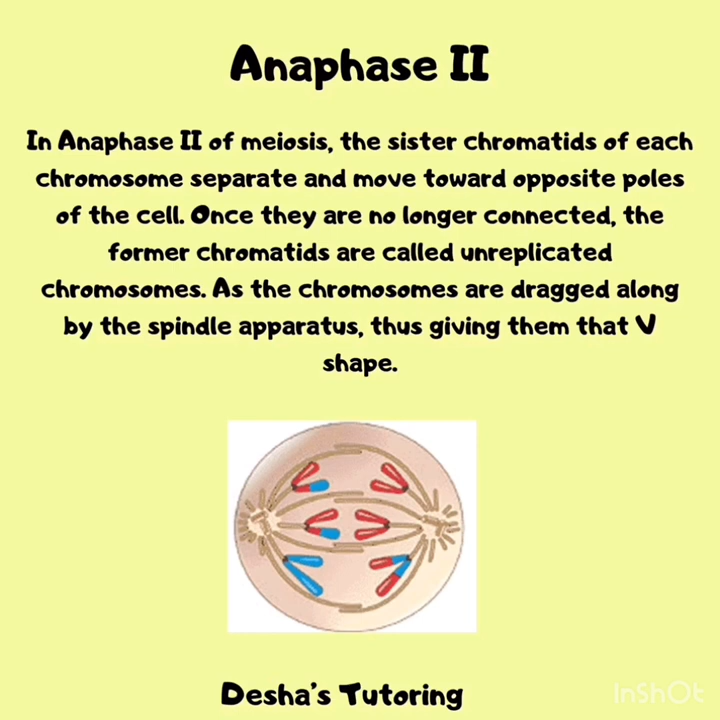 Anaphase II
In Anaphase II of meiosis, the sister chromatids of each
chromosome separate and move toward opposite poles
of the cell. Once they are no longer connected, the
former chromatids are called unreplicated
chromosomes. As the chromosomes are dragged along
by the spindle apparatus, thus giving them that V
shape.
Desha's Tutoring
InShOt